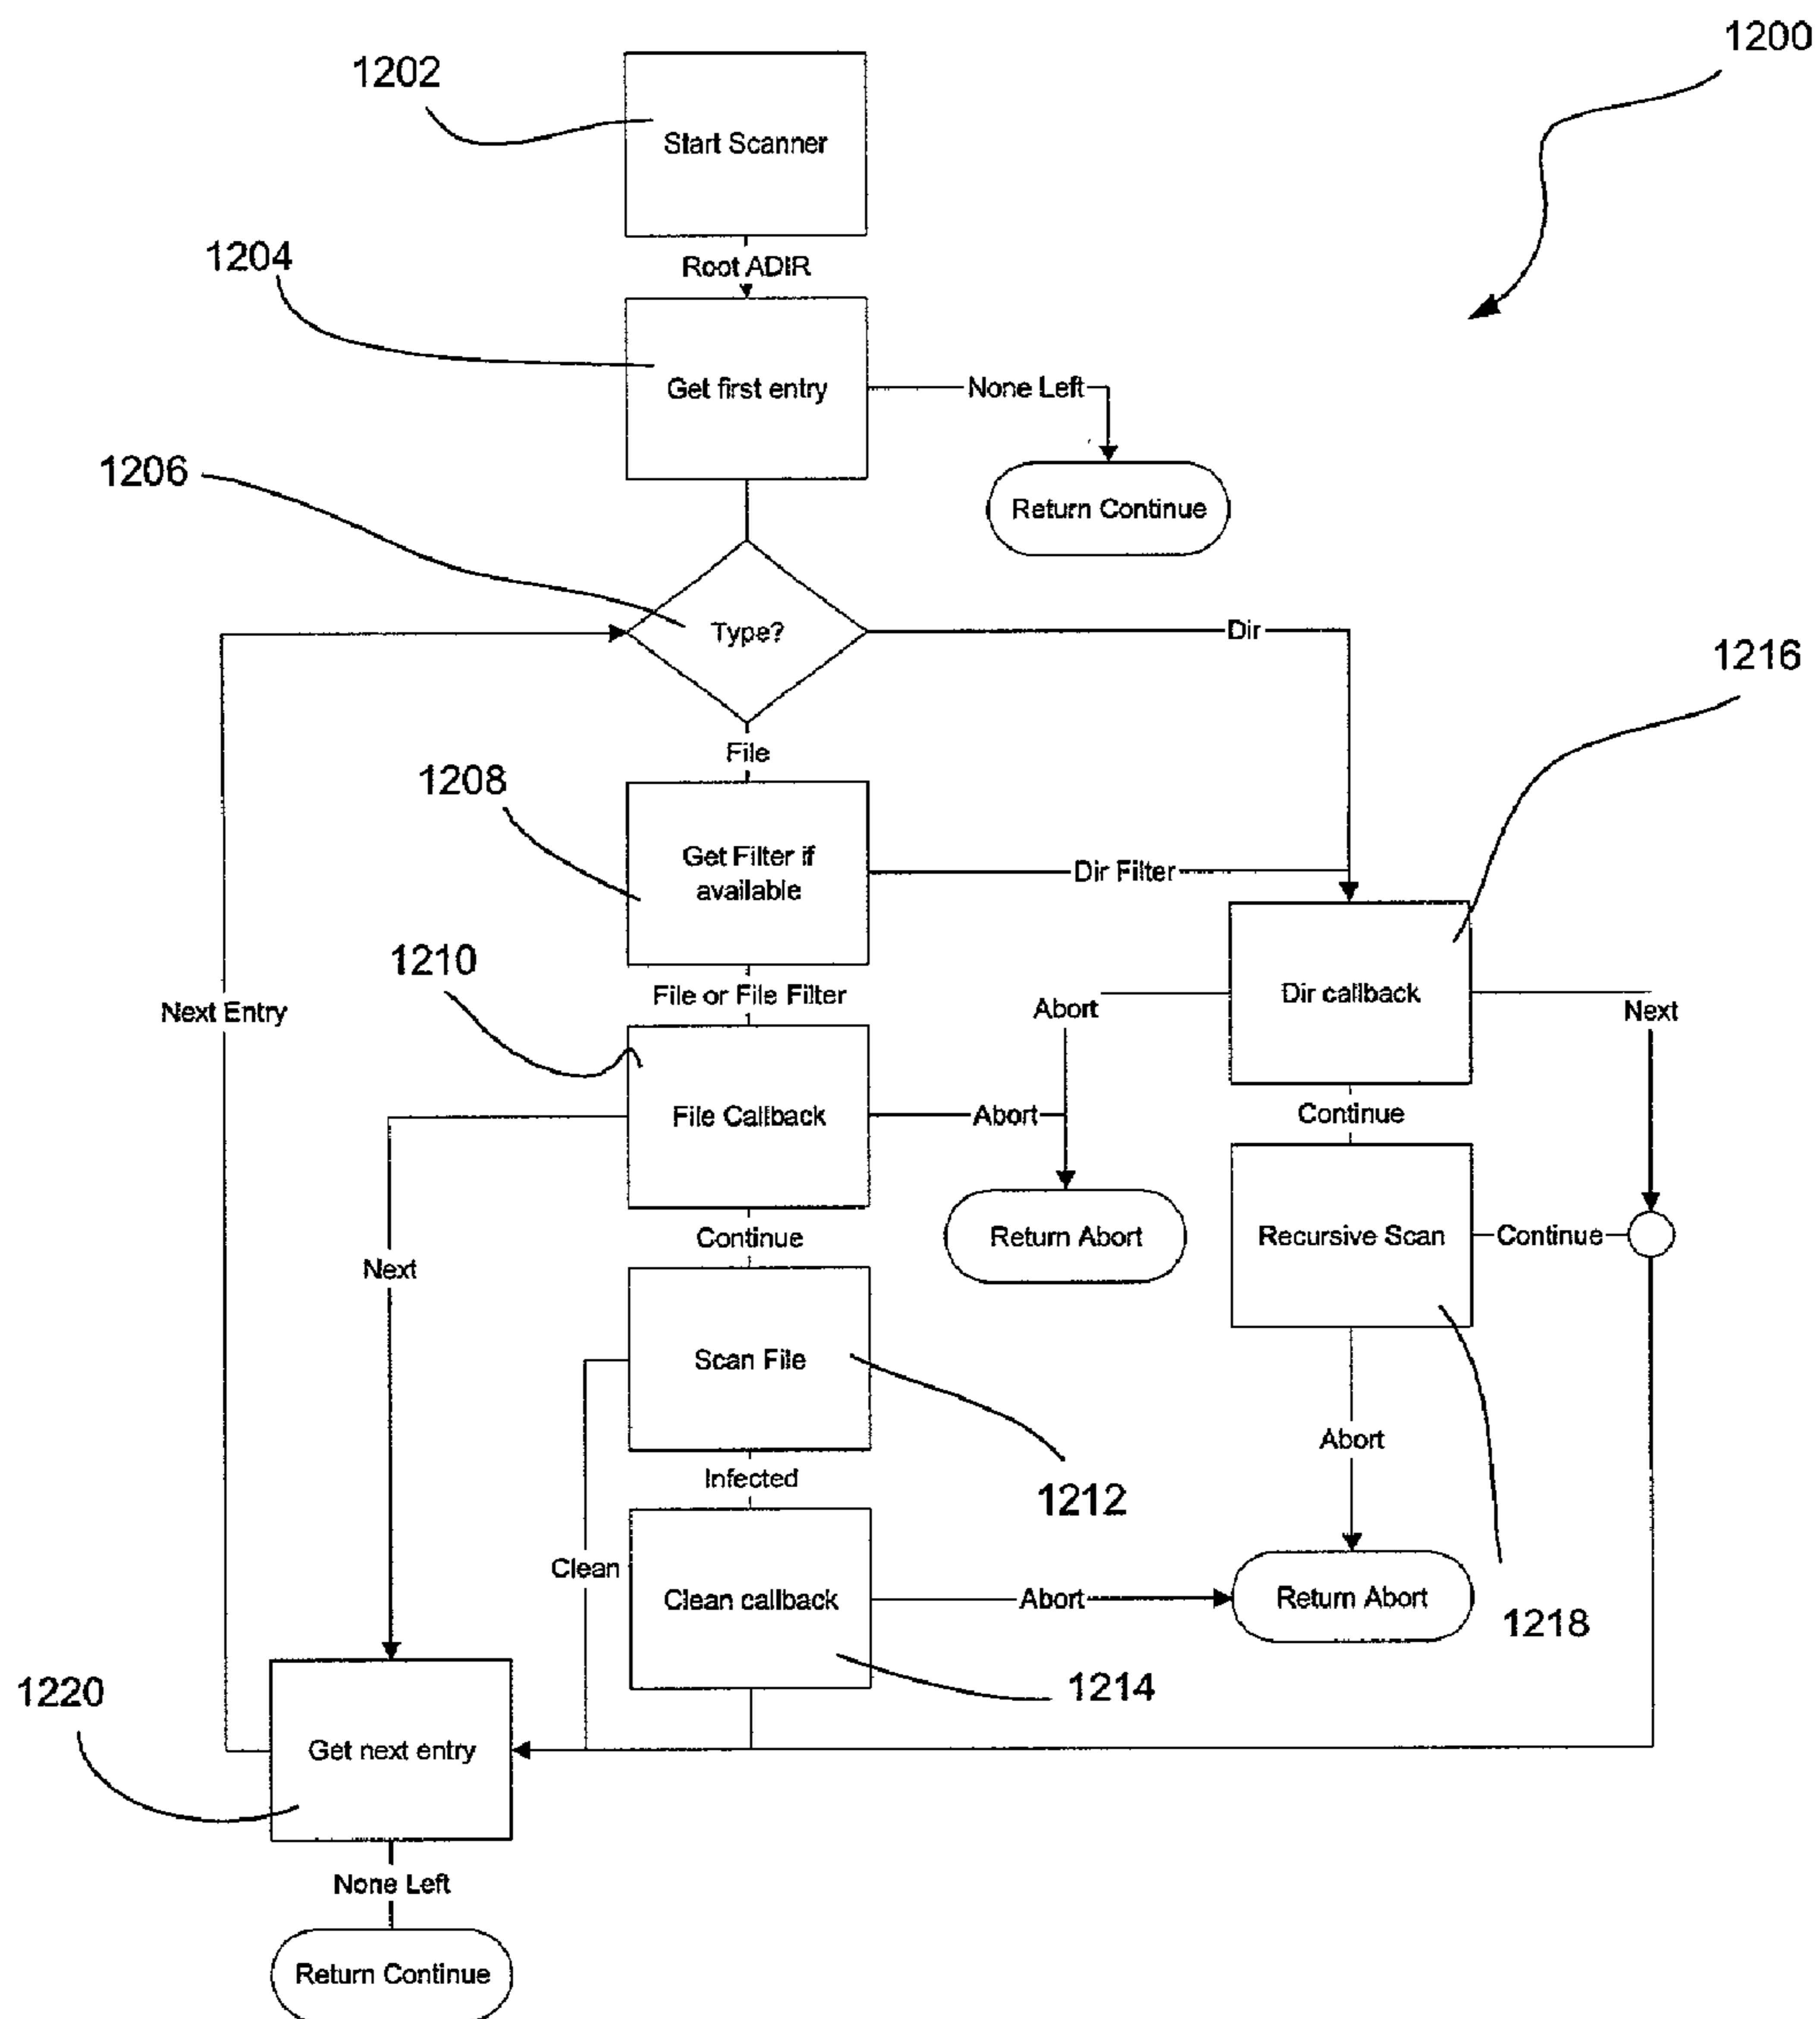 1200
1202
Start Scanner
Root ADIR
1204
Get first entry
None Left
Return Continue
1206
Type?
Dir
1216
File
1208
Get Filter if
available
Dir Filter
1210
File or File Filter
Dir callback
Abort
Next
Next Entry
File Callback
Abort
Continue
Return Abort
Continue
Recursive Scan
Continue
Next
Scan File
1212
Infected
Abort
1218
Clean
Clean callback
Abort
Return Abort
1214
1220
Get next entry
None Left
Return Continue